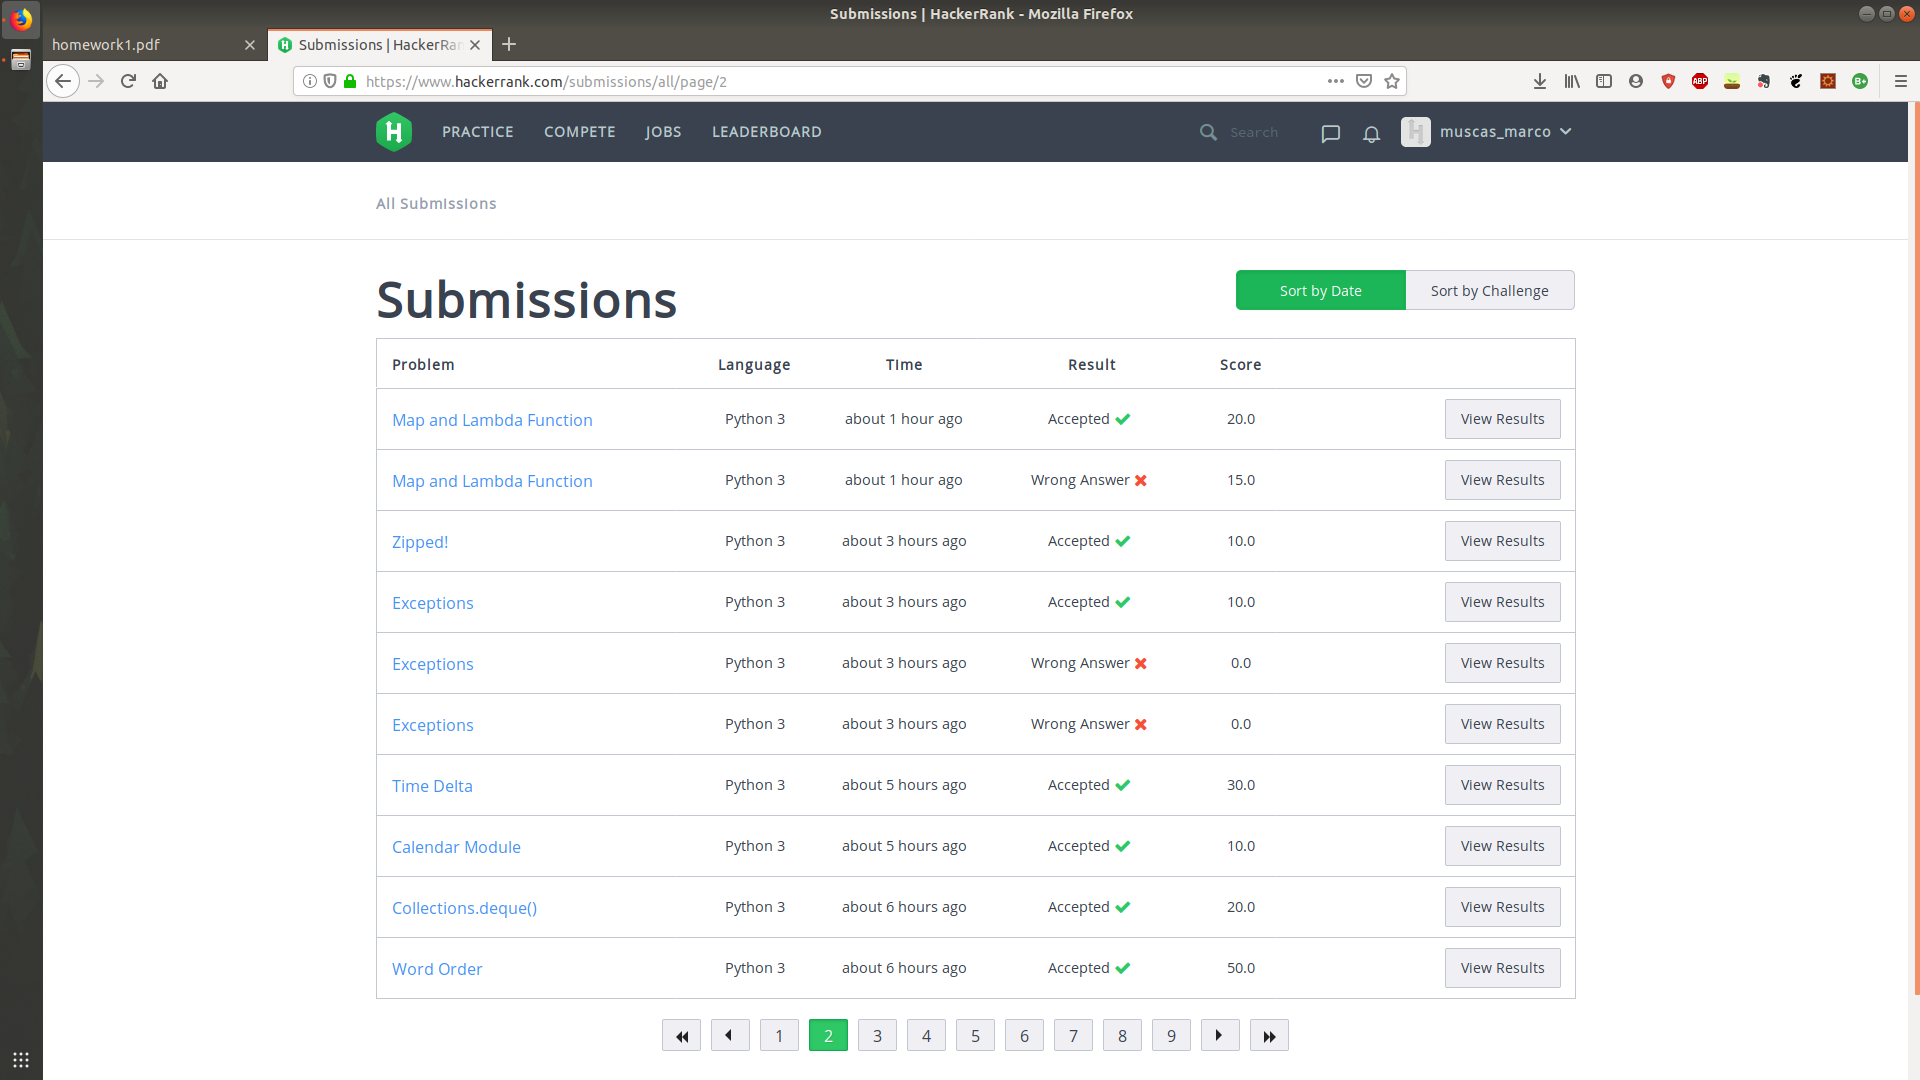 Submissions | HackerRank - Mozilla Firefox
homework1.pdf
Submissions | HackerRan
https://www.hackerrank.com/submissions/all/page/2
ABP
B+
H PRACTICE COMPETE JOBS LEADERBOARD Search H muscas_marco
All Submissions
Submissions
Sort by Date Sort by Challenge
Problem Language Time Result Score
Map and Lambda Function Python 3 about 1 hour ago Accepted 20.0 View Results
Map and Lambda Function Python 3 about 1 hour ago Wrong Answer 15.0 View Results
Zipped! Python 3 about 3 hours ago Accepted 10.0 View Results
Exceptions Python 3 about 3 hours ago Accepted 10.0 View Results
Exceptions Python 3 about 3 hours ago Wrong Answer 0.0 View Results
Exceptions Python 3 about 3 hours ago Wrong Answer 0.0 View Results
Time Delta Python 3 about 5 hours ago Accepted 30.0 View Results
Calendar Module Python 3 about 5 hours ago Accepted 10.0 View Results
Collections.deque() Python 3 about 6 hours ago Accepted 20.0 View Results
Word Order Python 3 about 6 hours ago Accepted 50.0 View Results
1 2 3 4 5 6 7 8 9